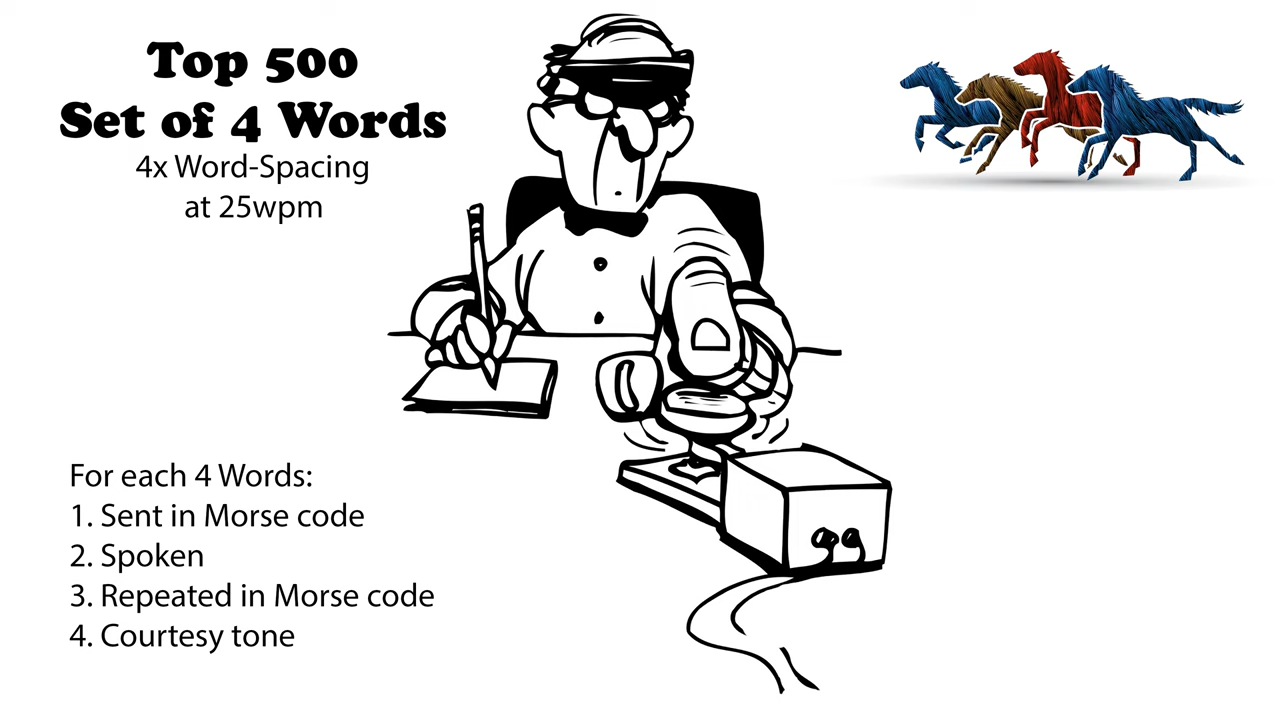 Top 500
Set of 4 Words
4x Word-Spacing
at 25wpm
For each 4 Words:
1. Sent in Morse code
2. Spoken
3. Repeated in Morse code
4. Courtesy tone